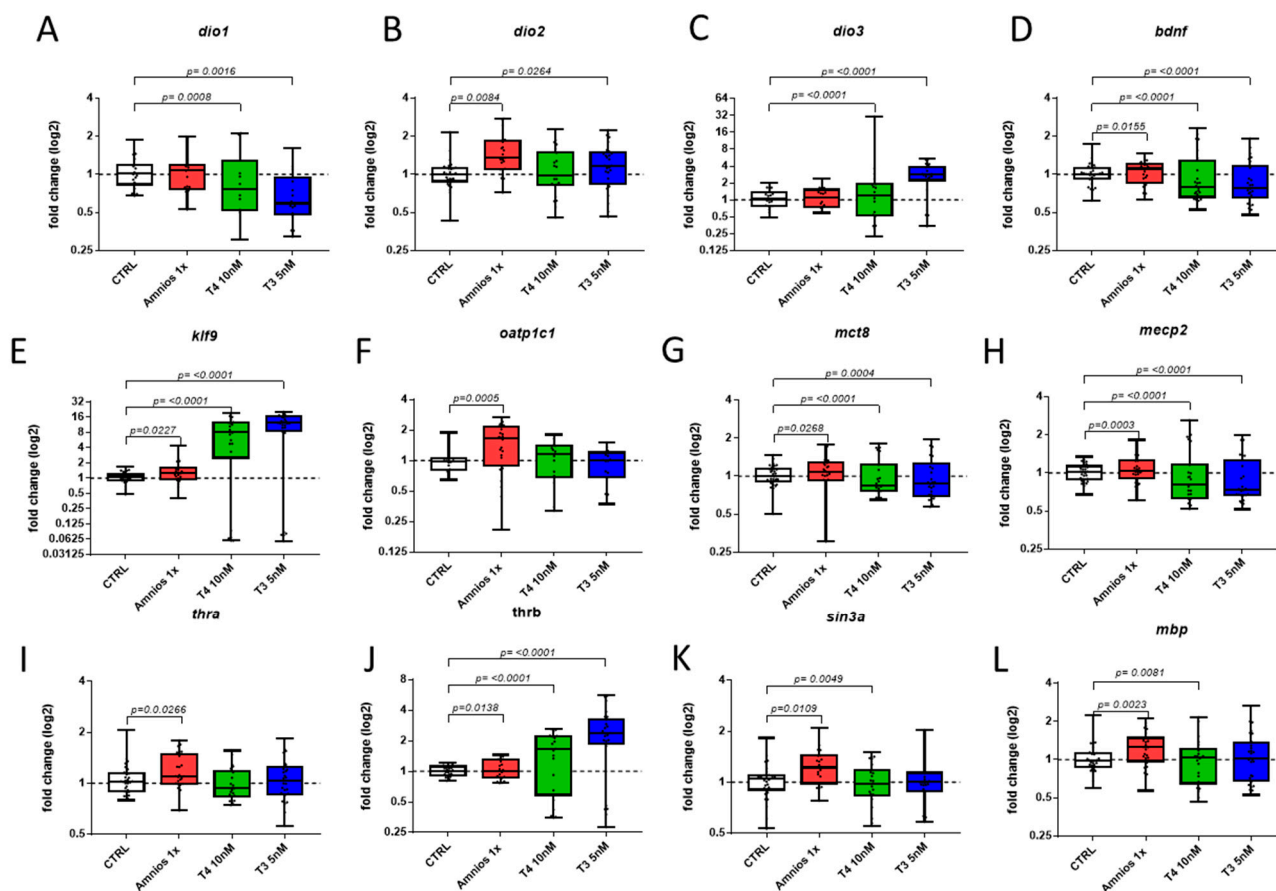 A
dio1
p= 0.0016
p= 0.0008
fold change (log2)
4
2
1
0.5
0.25
CTRL
Amnios 1x
T4 10nM
T3 5nM
B
dio2
p= 0.0264
p= 0.0084
fold change (log2)
4
2
1
0.5
0.25
CTRL
Amnios 1x
T4 10nM
T3 5nM
C
dio3
p= <0.0001
p= <0.0001
fold change (log2)
64
32
16
8
4
2
1
0.5
0.25
0.125
CTRL
Amnios 1x
T4 10nM
T3 5nM
D
bdnf
p= <0.0001
p= <0.0001
p= 0.0155
fold change (log2)
4
2
1
0.5
0.25
CTRL
Amnios 1x
T4 10nM
T3 5nM
E
klf9
p= <0.0001
p= <0.0001
p=0.0227
fold change (log2)
16
8
4
2
1
0.5
0.25
0.125
0.0625
0.03125
CTRL
Amnios 1x
T4 10nM
T3 5nM
F
oatp1c1
p=0.0005
fold change (log2)
4
2
1
0.5
0.25
0.125
CTRL
Amnios 1x
T4 10nM
T3 5nM
G
mct8
p= 0.0004
p= <0.0001
p=0.0268
fold change (log2)
4
2
1
0.5
0.25
CTRL
Amnios 1x
T4 10nM
T3 5nM
H
mecp2
p= <0.0001
p= <0.0001
p=0.0003
fold change (log2)
4
2
1
0.5
0.25
CTRL
Amnios 1x
T4 10nM
T3 5nM
I
thra
p=0.0.0266
fold change (log2)
4
2
1
0.5
CTRL
Amnios 1x
T4 10nM
T3 5nM
J
thrb
p= <0.0001
p= <0.0001
p=0.0138
fold change (log2)
8
4
2
1
0.5
0.25
CTRL
Amnios 1x
T4 10nM
T3 5nM
K
sin3a
p= 0.0049
p=0.0109
fold change (log2)
4
2
1
0.5
CTRL
Amnios 1x
T4 10nM
T3 5nM
L
mbp
p= 0.0081
p= 0.0023
fold change (log2)
4
2
1
0.5
0.25
CTRL
Amnios 1x
T4 10nM
T3 5nM